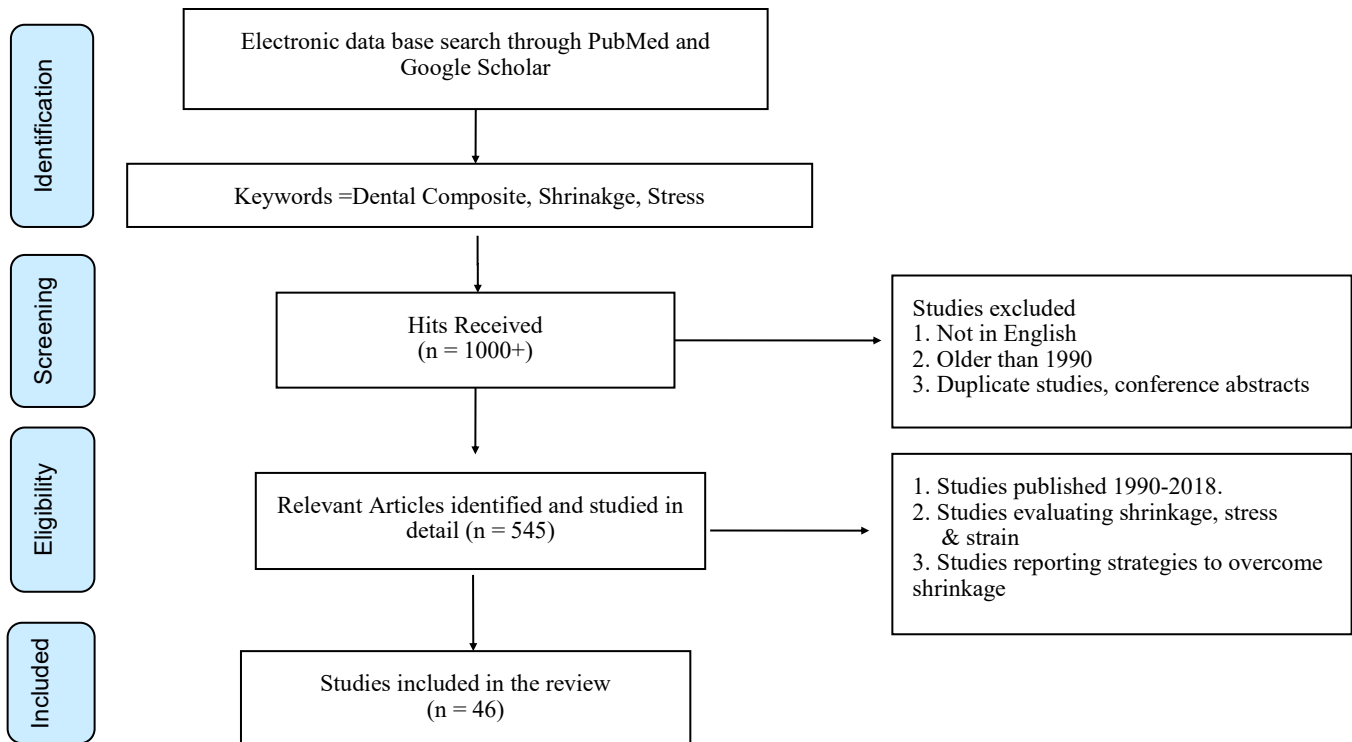 Identification
Electronic data base search through PubMed and
Google Scholar
Keywords =Dental Composite, Shrinakge, Stress
Screening
Hits Received
(n = 1000+)
Studies excluded
1. Not in English
2. Older than 1990
3. Duplicate studies, conference abstracts
Eligibility
Relevant Articles identified and studied in
detail (n = 545)
1. Studies published 1990-2018.
2. Studies evaluating shrinkage, stress
& strain
3. Studies reporting strategies to overcome
shrinkage
Included
Studies included in the review
(n = 46)